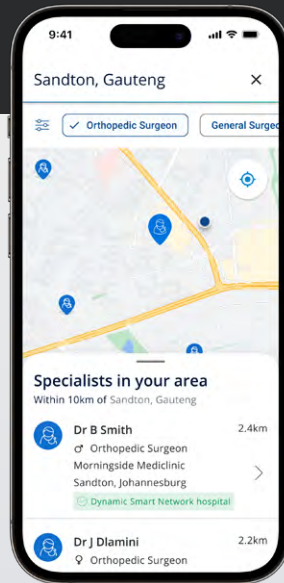 9:41
Sandton, Gauteng
Orthopedic Surgeon
General Surgeo
Specialists in your area
Within 10km of Sandton, Gauteng
Dr B Smith 2.4km
Orthopedic Surgeon
Morningside Mediclinic
Sandton, Johannesburg
Dynamic Smart Network hospital
Dr J Dlamini 2.2km
Orthopedic Surgeon